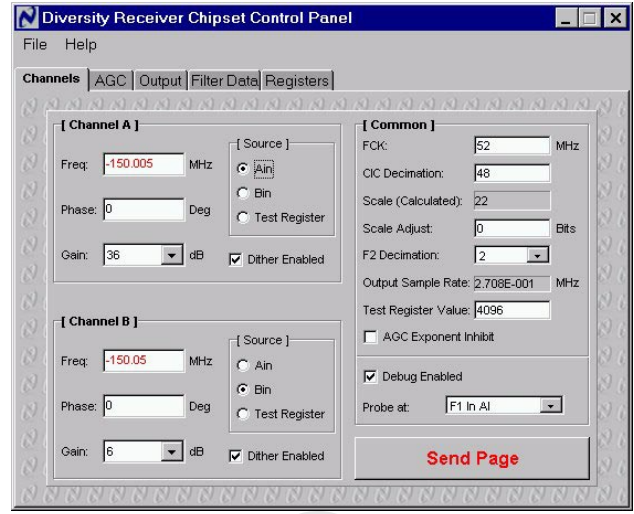 Diversity Receiver Chipset Control Panel
File Help
Channels AGC Output Filter Data Registers
[ Channel A ]
Freq: -150.005 MHz
Phase: 0 Deg
Gain: 36 dB
[ Source ]
Ain
Bin
Test Register
Dither Enabled
[ Channel B ]
Freq: -150.05 MHz
Phase: 0 Deg
Gain: 6 dB
[ Source ]
Ain
Bin
Test Register
Dither Enabled
[ Common ]
FCK: 52 MHz
CIC Decimation: 48
Scale (Calculated): 22
Scale Adjust: 0 Bits
F2 Decimation: 2
Output Sample Rate: 2.708E-001 MHz
Test Register Value: 4096
AGC Exponent Inhibit
Debug Enabled
Probe at: F1 In AI
Send Page